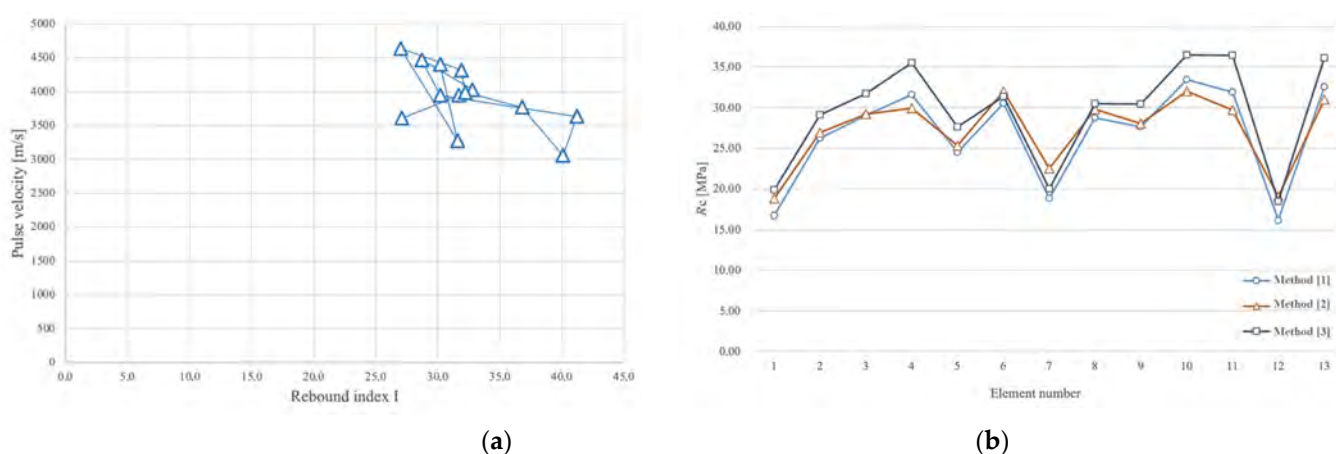 5000
4500
4000
3500
3000
2500
2000
1500
1000
500
0
Pulse velocity [m/s]
0,0 5,0 10,0 15,0 20,0 25,0 30,0 35,0 40,0 45,0
Rebound index I
(a)
40.00
35.00
30.00
25.00
20.00
15.00
10.00
5.00
0.00
Rc [MPa]
Method [1]
Method [2]
Method [3]
1 2 3 4 5 6 7 8 9 10 11 12 13
Element number
(b)